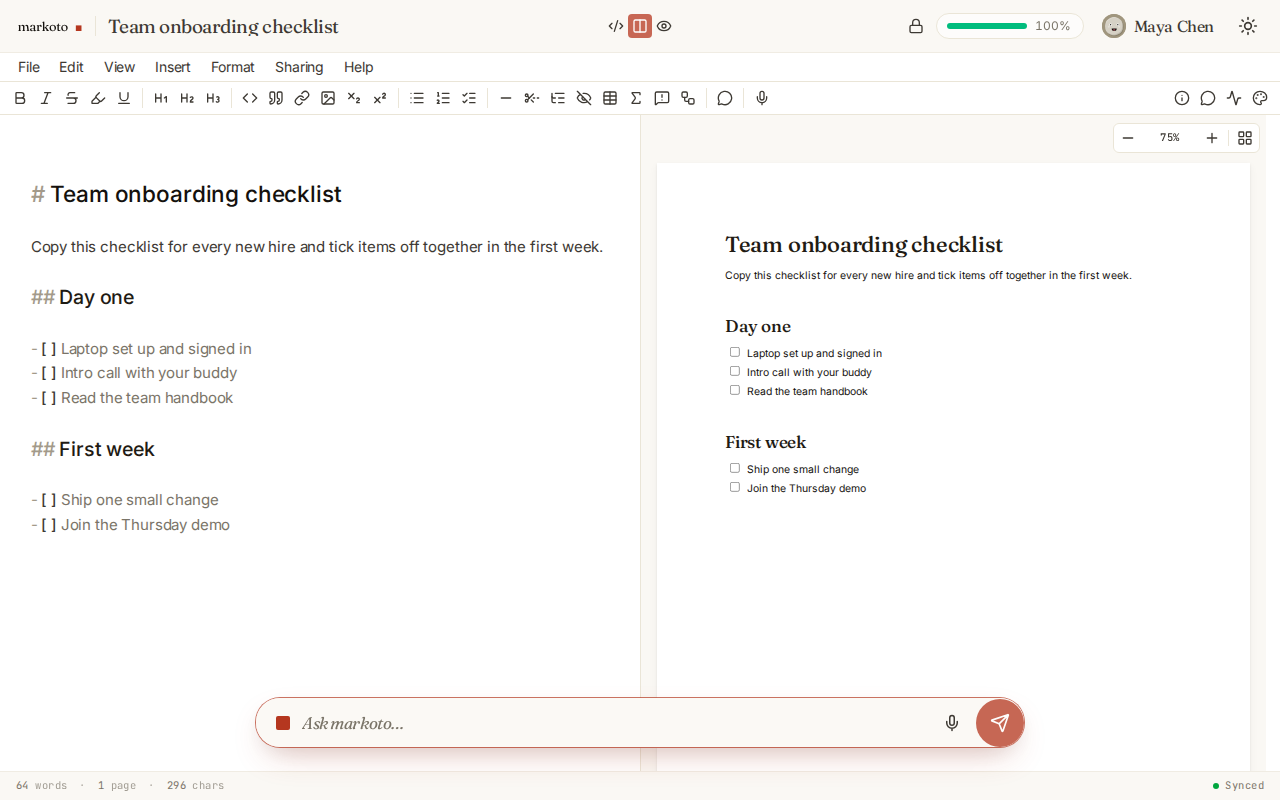 markoto
Team onboarding checklist
100%
Maya Chen
File Edit View Insert Format Sharing Help
H1 H2 H3
75%
# Team onboarding checklist
Copy this checklist for every new hire and tick items off together in the first week.
## Day one
- [ ] Laptop set up and signed in
- [ ] Intro call with your buddy
- [ ] Read the team handbook
## First week
- [ ] Ship one small change
- [ ] Join the Thursday demo
Team onboarding checklist
Copy this checklist for every new hire and tick items off together in the first week.
Day one
Laptop set up and signed in
Intro call with your buddy
Read the team handbook
First week
Ship one small change
Join the Thursday demo
Ask markoto...
64 words · 1 page · 296 chars
Synced